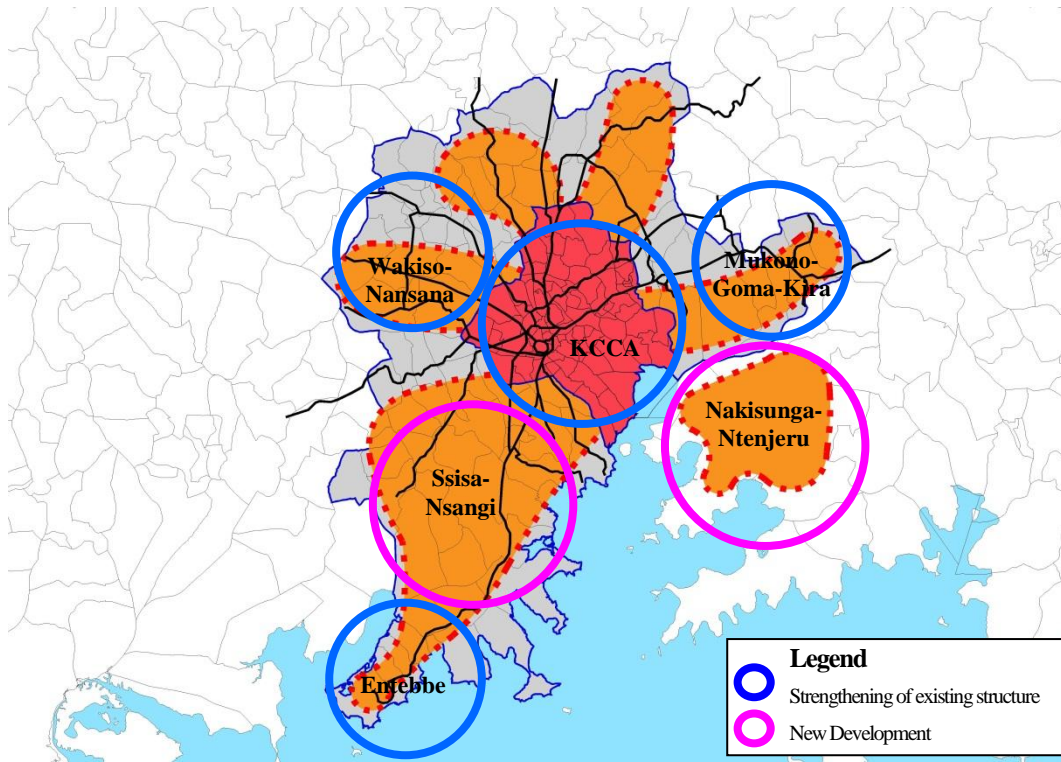 Wakiso-
Nansana
Mukono-
Goma-Kira
KCCA
Nakisunga-
Ntenjeru
Ssisa-
Nsangi
Entebbe
Legend
Strengthening of existing structure
New Development